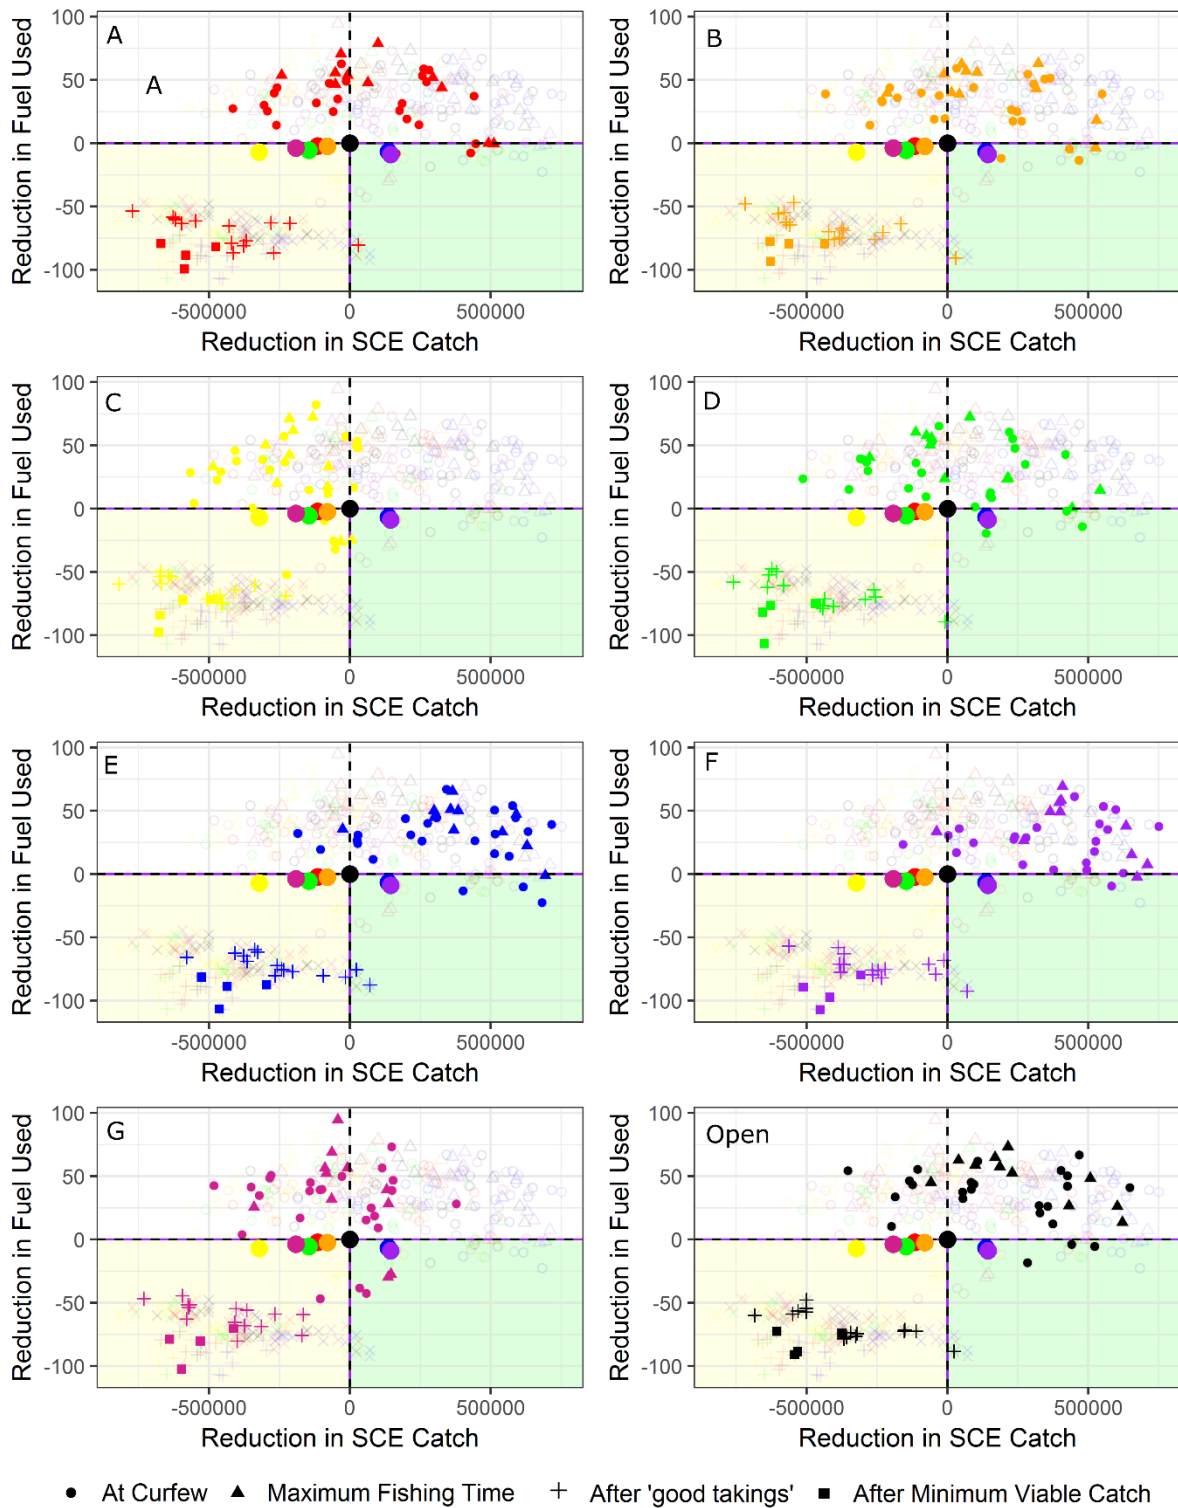 A
B
A
100
50
0
-50
-100
Reduction in Fuel Used
-500000 0 500000
Reduction in SCE Catch
100
50
0
-50
-100
Reduction in Fuel Used
-500000 0 500000
Reduction in SCE Catch
C
D
100
50
0
-50
-100
Reduction in Fuel Used
-500000 0 500000
Reduction in SCE Catch
100
50
0
-50
-100
Reduction in Fuel Used
-500000 0 500000
Reduction in SCE Catch
E
F
100
50
0
-50
-100
Reduction in Fuel Used
-500000 0 500000
Reduction in SCE Catch
100
50
0
-50
-100
Reduction in Fuel Used
-500000 0 500000
Reduction in SCE Catch
G
Open
100
50
0
-50
-100
Reduction in Fuel Used
-500000 0 500000
Reduction in SCE Catch
100
50
0
-50
-100
Reduction in Fuel Used
-500000 0 500000
Reduction in SCE Catch
At Curfew Maximum Fishing Time After 'good takings' After Minimum Viable Catch